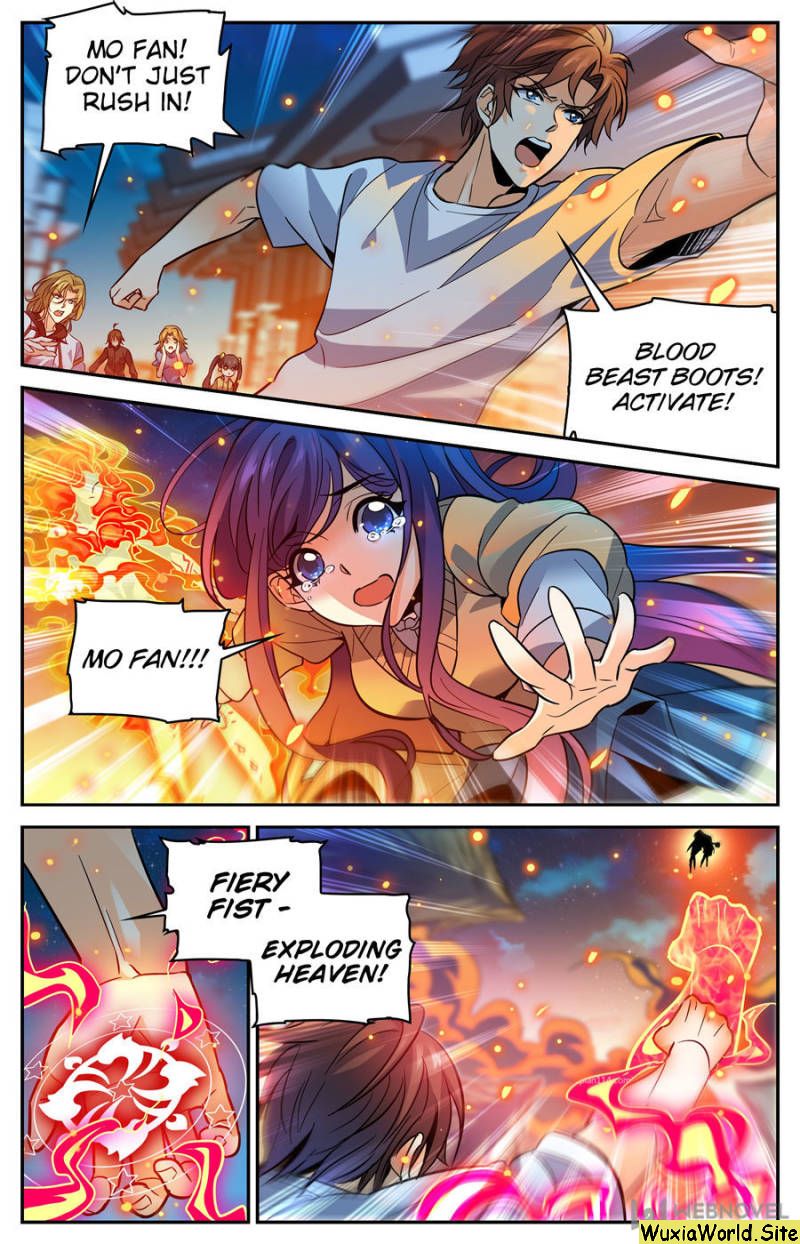 MO FAN!
DON'T JUST
RUSH IN!
BLOOD
BEAST BOOTS!
ACTIVATE!
MO FAN!!!
FIERY
FIST -
EXPLODING
HEAVEN!
WEBNOVEL
WuxiaWorld.Site